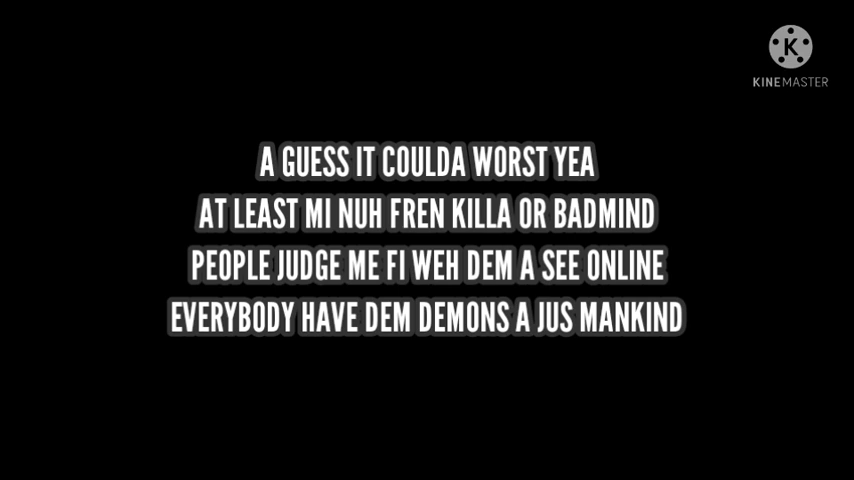 K
KINEMASTER
A GUESS IT COULDA WORST YEA
AT LEAST MI NUH FREN KILLA OR BADMIND
PEOPLE JUDGE ME FI WEH DEM A SEE ONLINE
EVERYBODY HAVE DEM DEMONS A JUS MANKIND